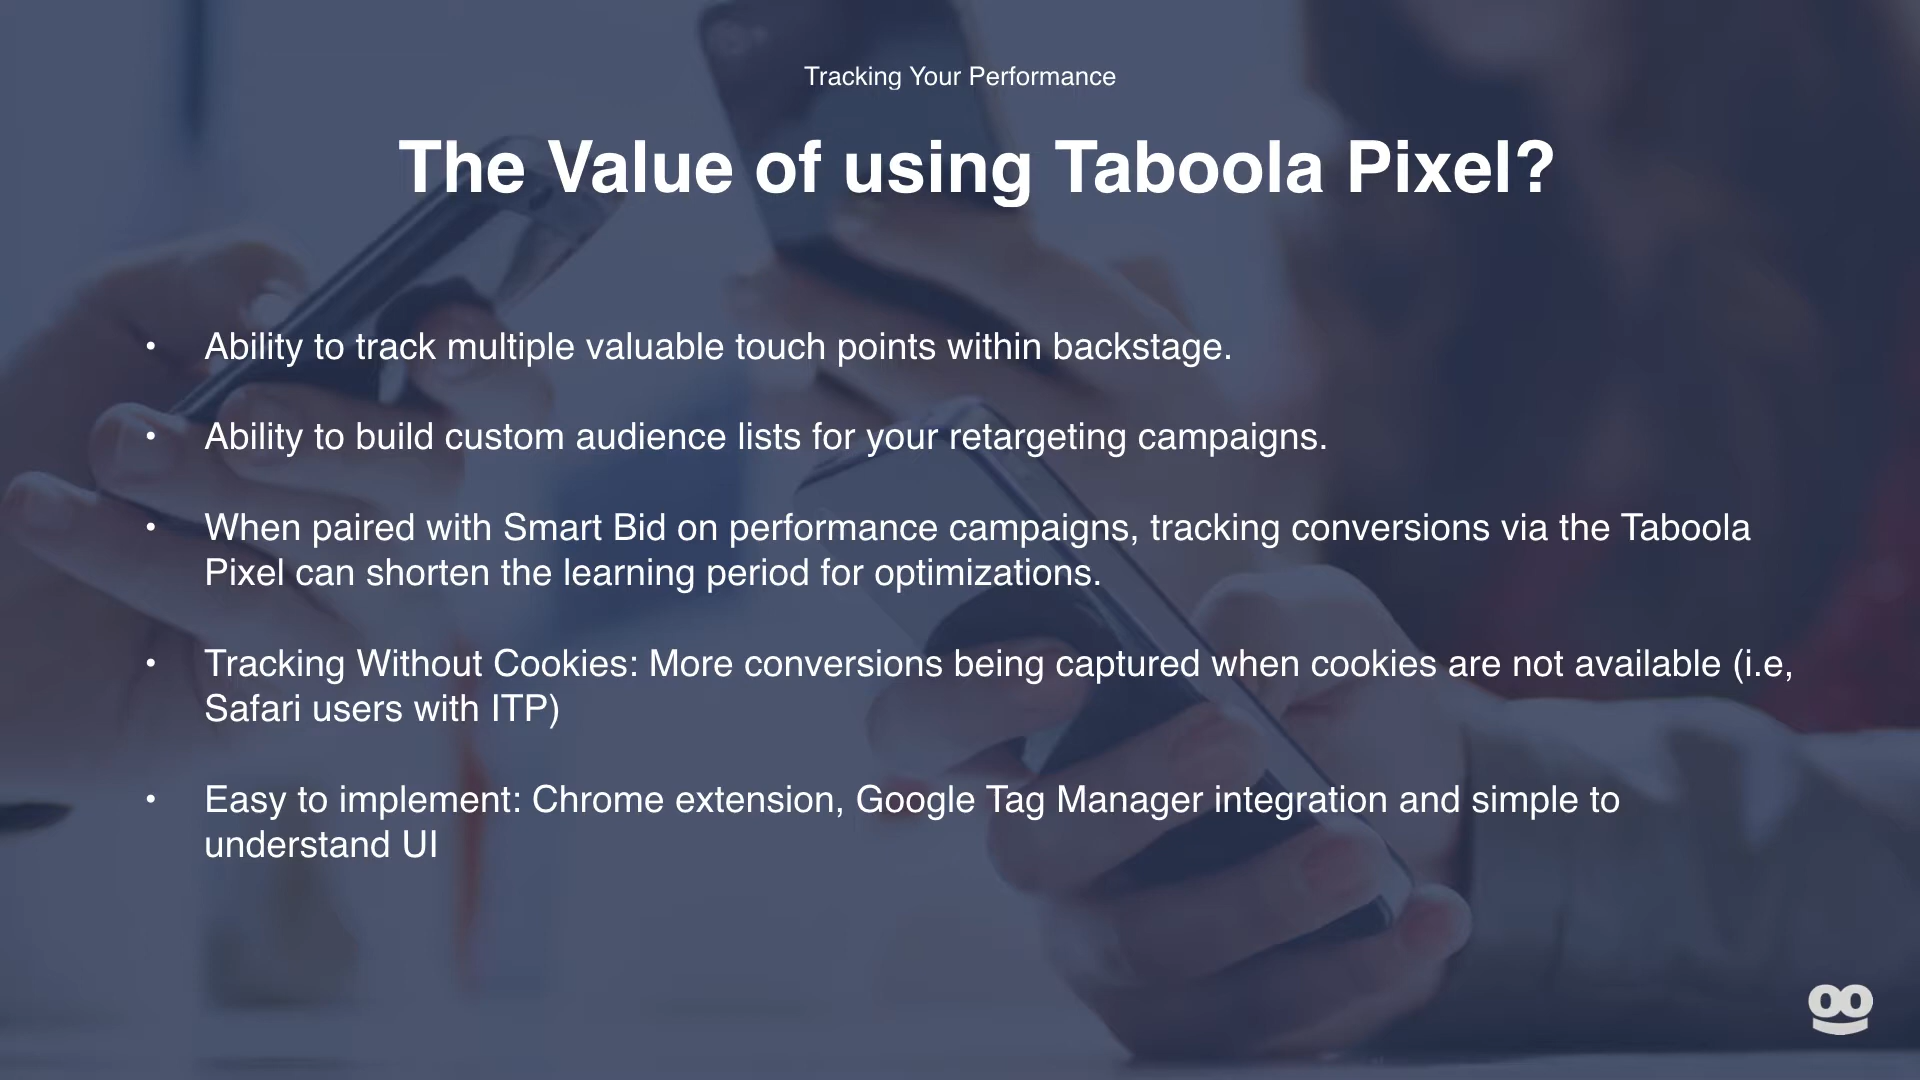 Tracking Your Performance
The Value of using Taboola Pixel?
• Ability to track multiple valuable touch points within backstage.
• Ability to build custom audience lists for your retargeting campaigns.
• When paired with Smart Bid on performance campaigns, tracking conversions via the Taboola
Pixel can shorten the learning period for optimizations.
• Tracking Without Cookies: More conversions being captured when cookies are not available (i.e,
Safari users with ITP)
• Easy to implement: Chrome extension, Google Tag Manager integration and simple to
understand UI